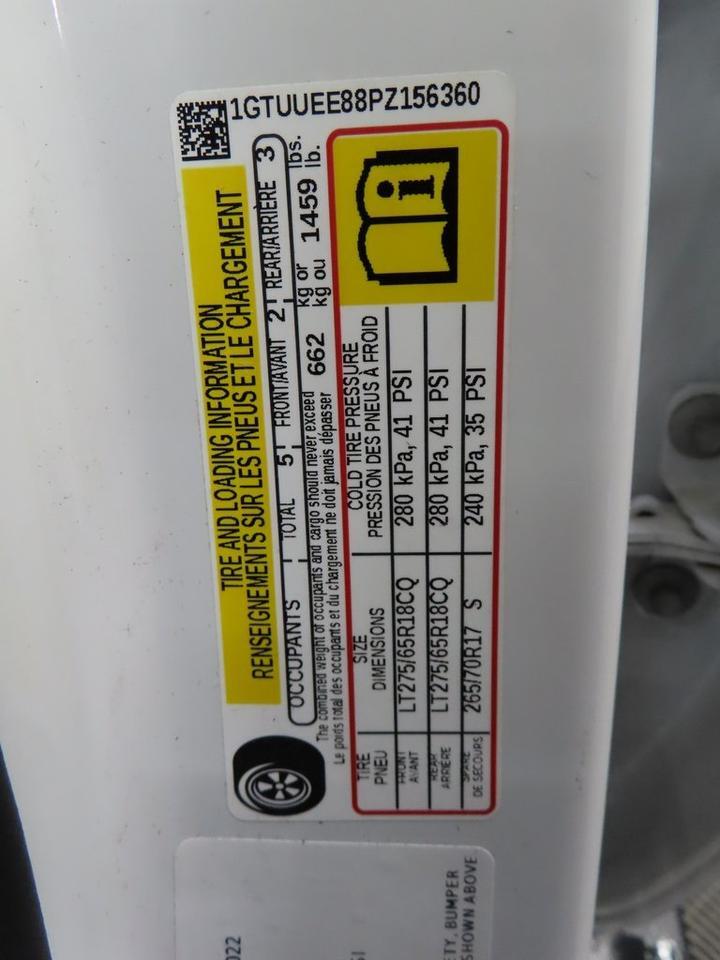 1GTUUEE88PZ156360
TIRE AND LOADING INFORMATION
RENSEIGNEMENTS SUR LES PNEUS ET LE CHARGEMENT
OCCUPANTS TOTAL 5 FRONT/AVANT 2 REAR/ARRIÈRE 3
The combined weight of occupants and cargo should never exceed 662 kg or 1459 lbs.
Le poids total des occupants et du chargement ne doit jamais dépasser kg ou lb.
TIRE SIZE COLD TIRE PRESSURE
PNEU DIMENSIONS PRESSION DES PNEUS À FROID
FRONT
AVANT LT275/65R18CQ 280 kPa, 41 PSI
REAR
ARRIÈRE LT275/65R18CQ 280 kPa, 41 PSI
SPARE
DE SECOURS 265/70R17 S 240 kPa, 35 PSI
i
022
ETY, BUMPER
SHOWN ABOVE